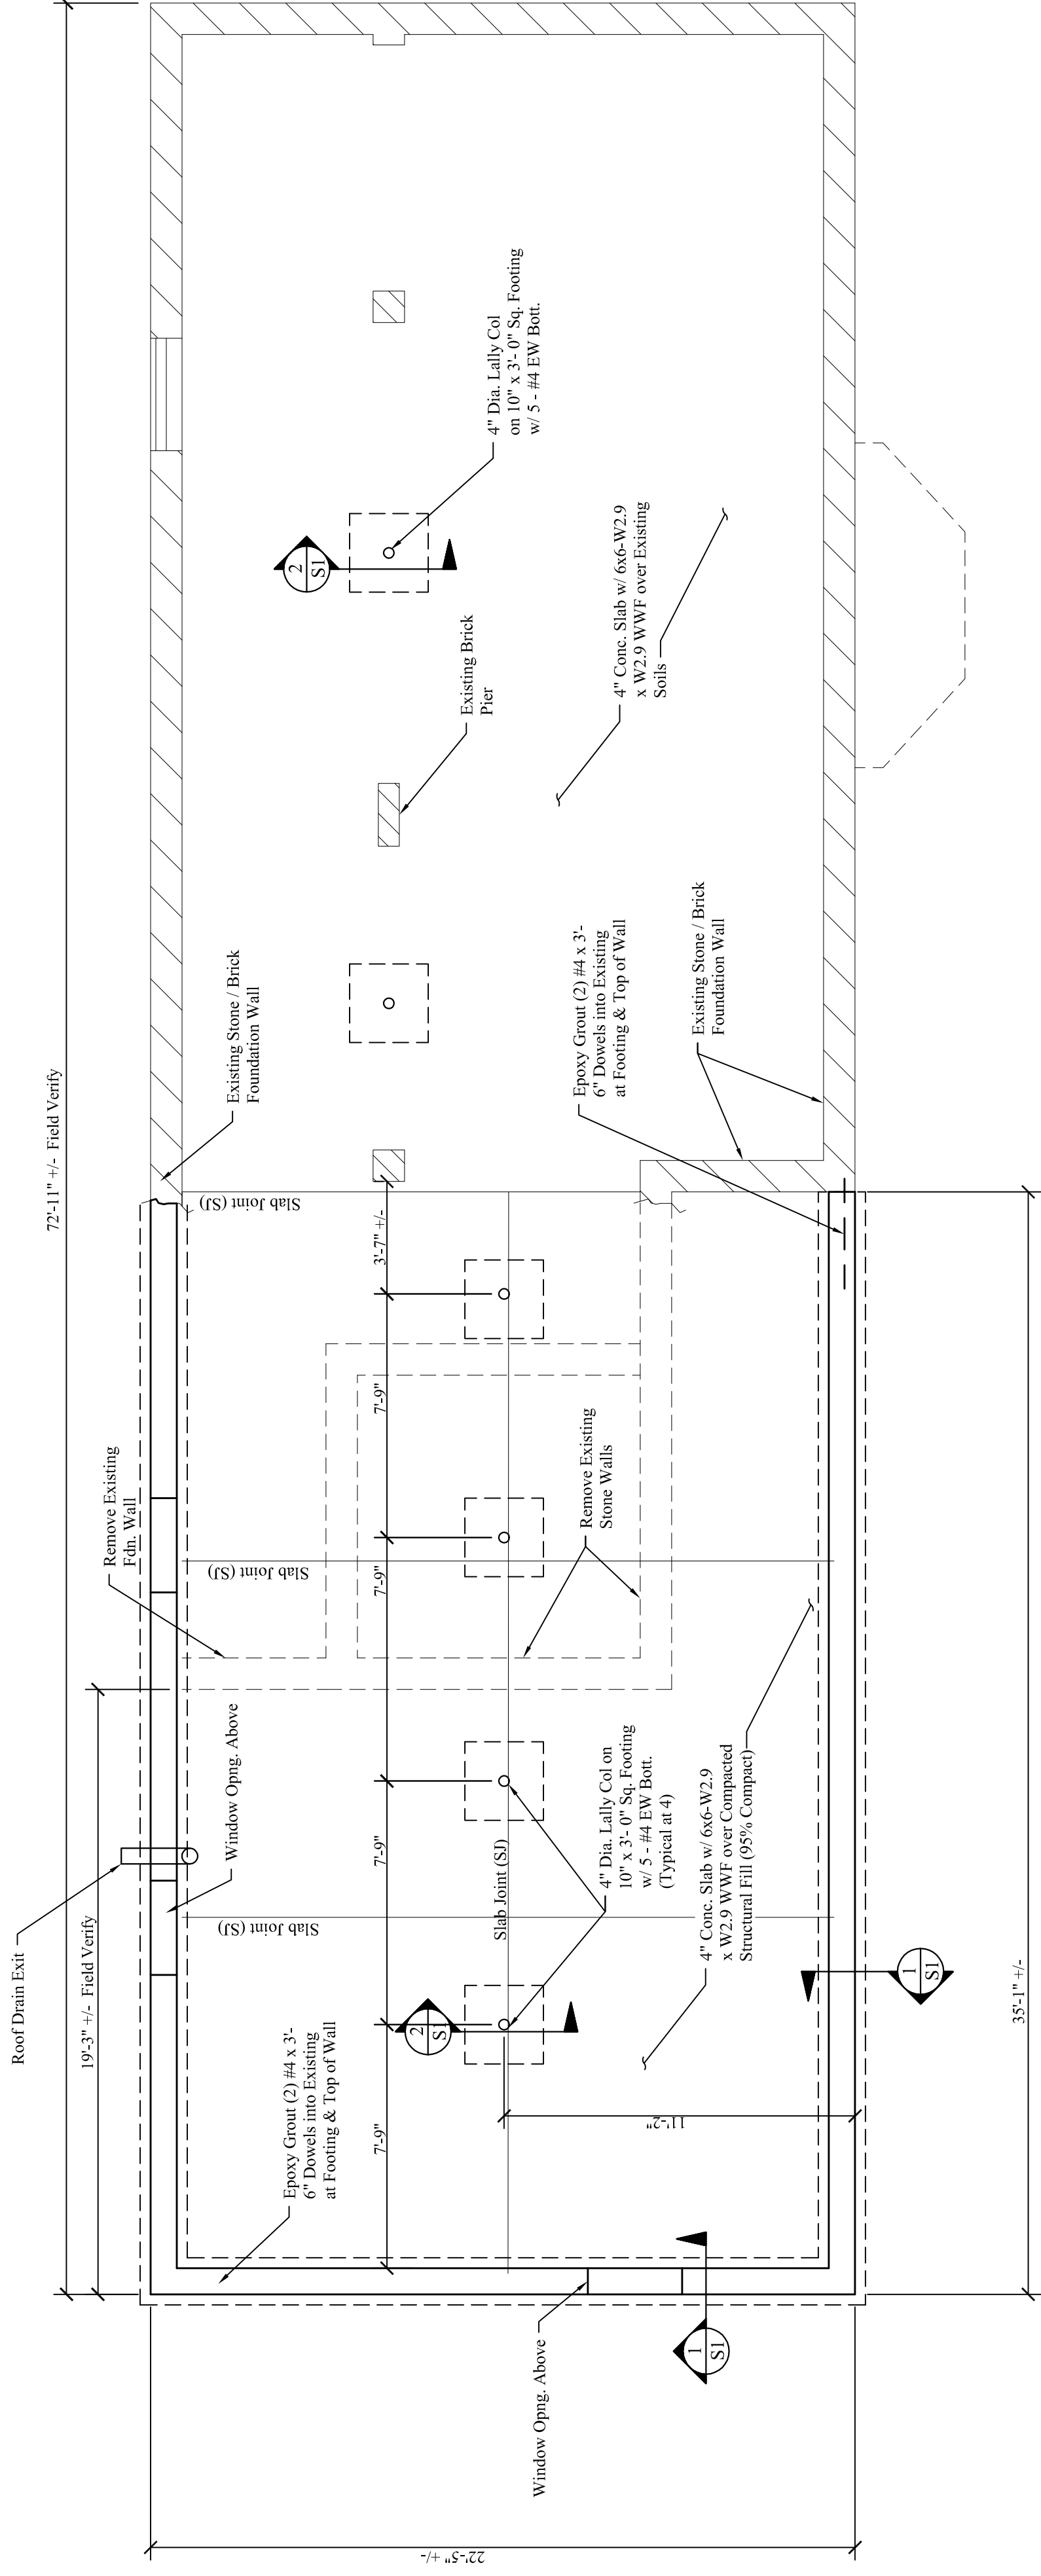 72'-11" +/-  Field Verify
19'-3" +/-  Field Verify
Roof Drain Exit
Remove Existing
Fdn. Wall
Existing Stone / Brick
Foundation Wall
Window Opng. Above
Epoxy Grout (2) #4 x 3'-
6" Dowels into Existing
at Footing & Top of Wall
Slab Joint (SJ)
Slab Joint (SJ)
Slab Joint (SJ)
7'-9"
7'-9"
7'-9"
7'-9"
3'-7" +/-
2
S1
2
S1
Existing Brick
Pier
4" Dia. Lally Col
on 10" x 3'- 0" Sq. Footing
w/ 5 - #4 EW Bott.
Slab Joint (SJ)
Window Opng. Above
Remove Existing
Stone Walls
Epoxy Grout (2) #4 x 3'-
6" Dowels into Existing
at Footing & Top of Wall
4" Dia. Lally Col on
10" x 3'- 0" Sq. Footing
w/ 5 - #4 EW Bott.
(Typical at 4)
4" Conc. Slab w/ 6x6-W2.9
x W2.9 WWF over Existing
Soils
11'-2"
Existing Stone / Brick
Foundation Wall
4" Conc. Slab w/ 6x6-W2.9
x W2.9 WWF over Compacted
Structural Fill (95% Compact)
1
S1
1
S1
22'-5" +/-
35'-1" +/-